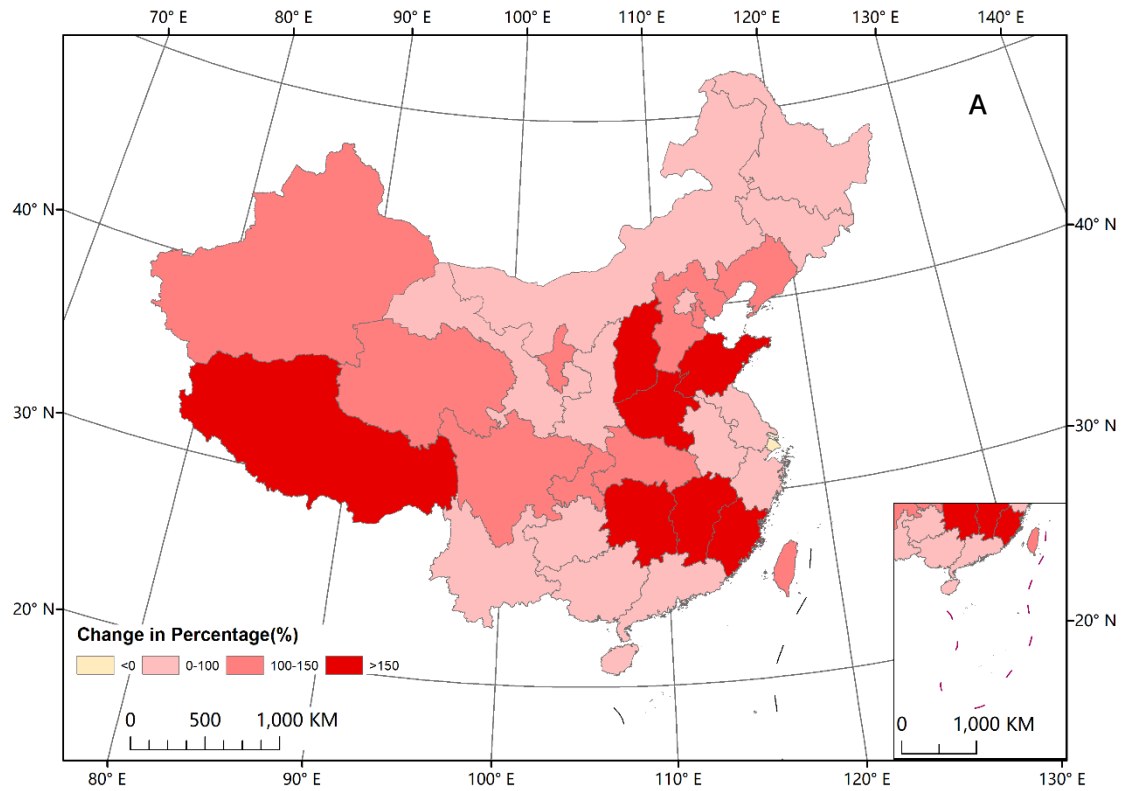 70° E 80° E 90° E 100° E 110° E 120° E 130° E 140° E
A
40° N
40° N
30° N
30° N
20° N
20° N
Change in Percentage(%)
<0 0-100 100-150 >150
0 500 1,000 KM
0 1,000 KM
80° E 90° E 100° E 110° E 120° E 130° E